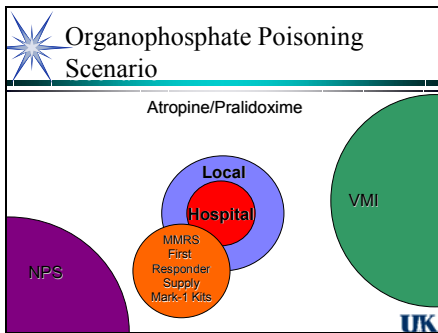 Organophosphate Poisoning
Scenario
Atropine/Pralidoxime
Local
Hospital
VMI
MMRS
First
Responder
Supply
Mark-1 Kits
NPS
UK